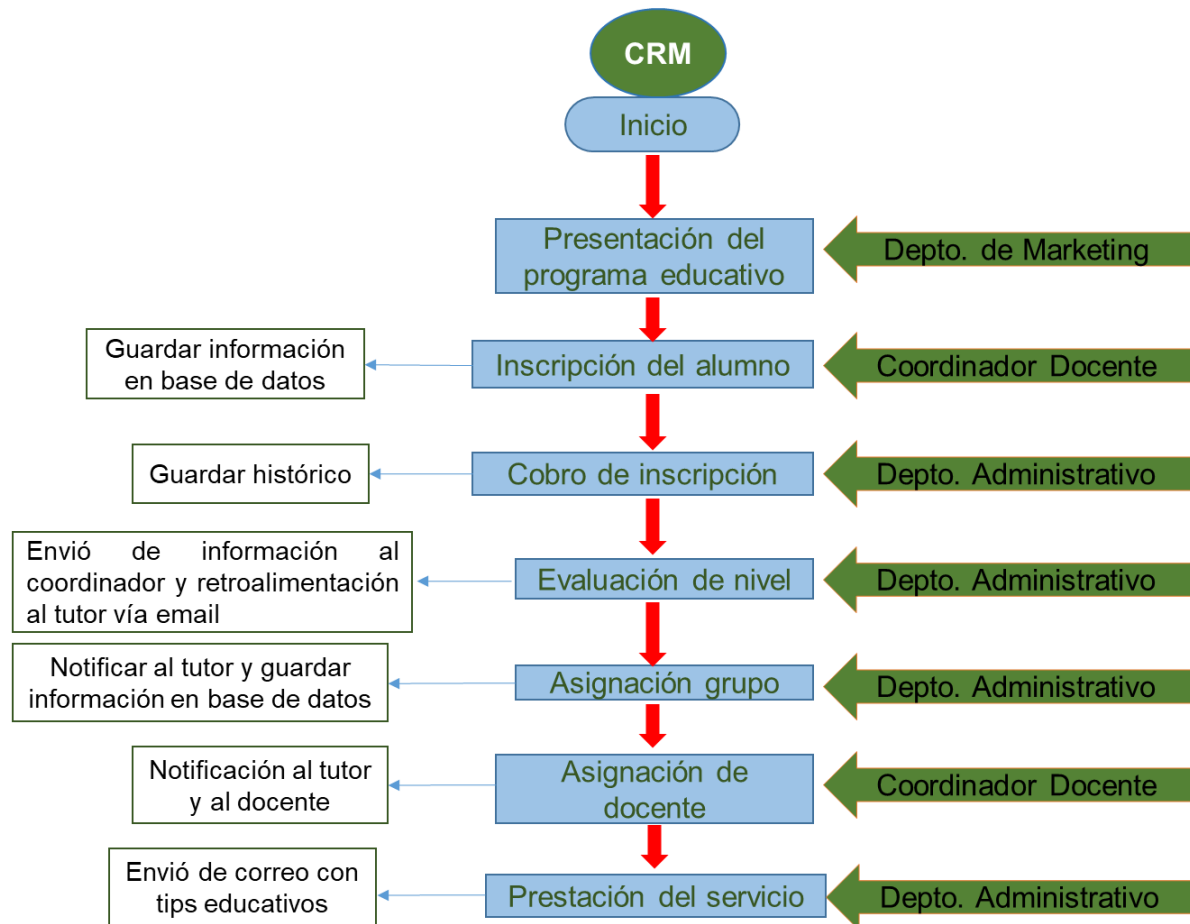 CRM
Inicio
Presentación del
programa educativo
Depto. de Marketing
Guardar información
en base de datos
Inscripción del alumno
Coordinador Docente
Guardar histórico
Cobro de inscripción
Depto. Administrativo
Envió de información al
coordinador y retroalimentación
al tutor vía email
Evaluación de nivel
Depto. Administrativo
Notificar al tutor y guardar
información en base de datos
Asignación grupo
Depto. Administrativo
Notificación al tutor
y al docente
Asignación de
docente
Coordinador Docente
Envió de correo con
tips educativos
Prestación del servicio
Depto. Administrativo